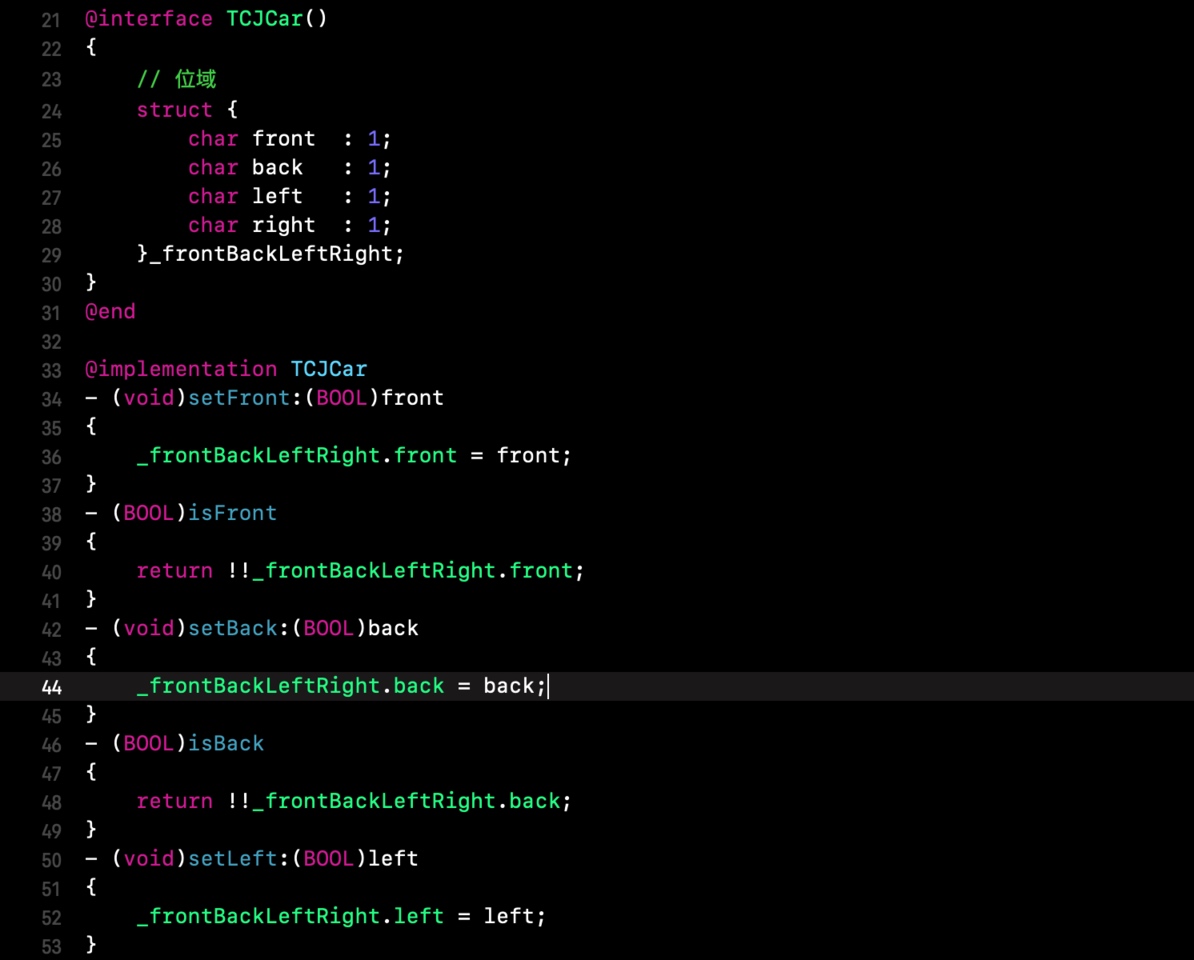 21 @interface TCJCar()
22 {
23     // 位域
24     struct {
25         char front  : 1;
26         char back   : 1;
27         char left   : 1;
28         char right  : 1;
29     }_frontBackLeftRight;
30 }
31 @end
32
33 @implementation TCJCar
34 - (void)setFront:(BOOL)front
35 {
36     _frontBackLeftRight.front = front;
37 }
38 - (BOOL)isFront
39 {
40     return !!_frontBackLeftRight.front;
41 }
42 - (void)setBack:(BOOL)back
43 {
44     _frontBackLeftRight.back = back;
45 }
46 - (BOOL)isBack
47 {
48     return !!_frontBackLeftRight.back;
49 }
50 - (void)setLeft:(BOOL)left
51 {
52     _frontBackLeftRight.left = left;
53 }